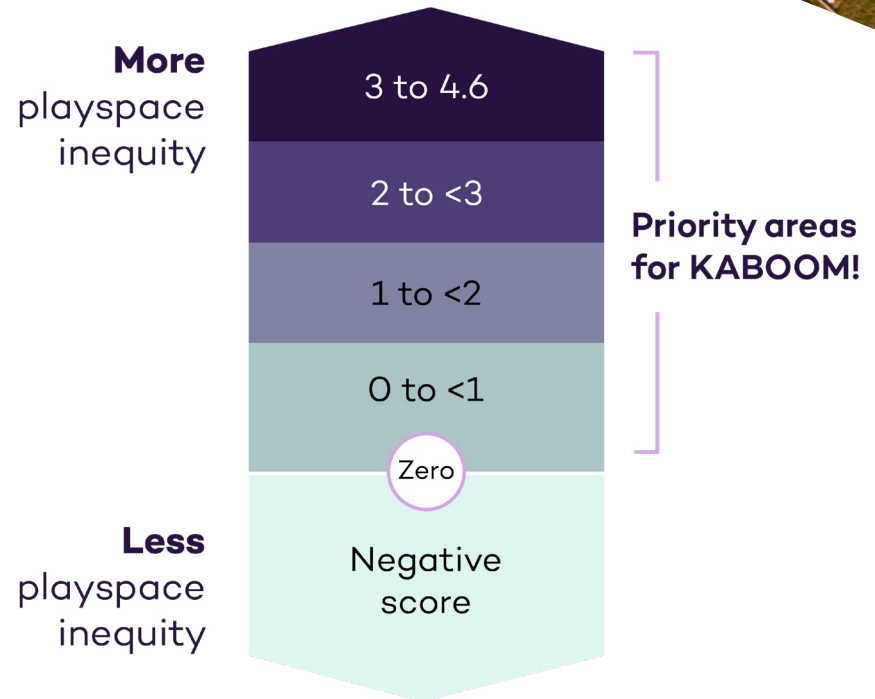 More
playspace
inequity
3 to 4.6
2 to <3
1 to <2
0 to <1
Priority areas
for KABOOM!
Zero
Less
playspace
inequity
Negative
score